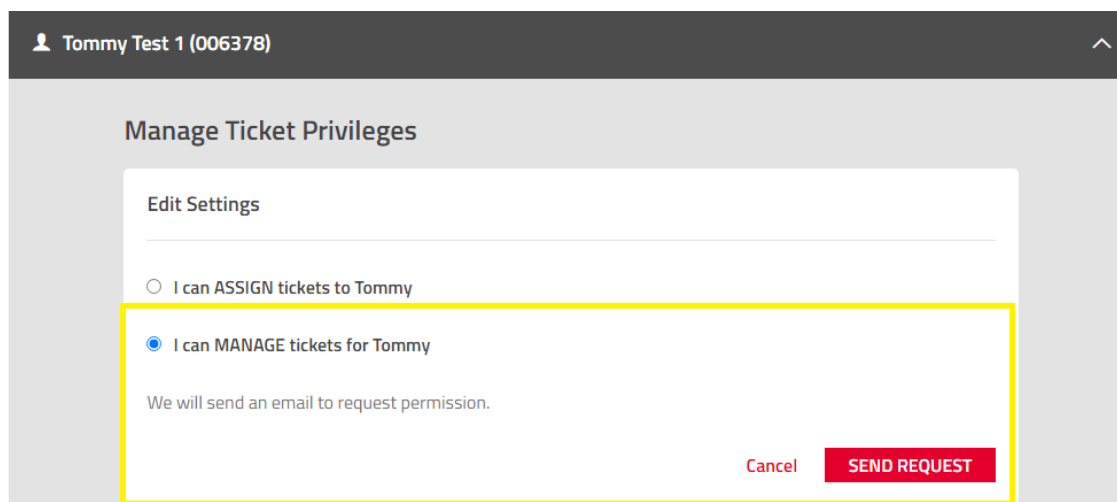 Tommy Test 1 (006378)
Manage Ticket Privileges
Edit Settings
I can ASSIGN tickets to Tommy
I can MANAGE tickets for Tommy
We will send an email to request permission.
Cancel SEND REQUEST